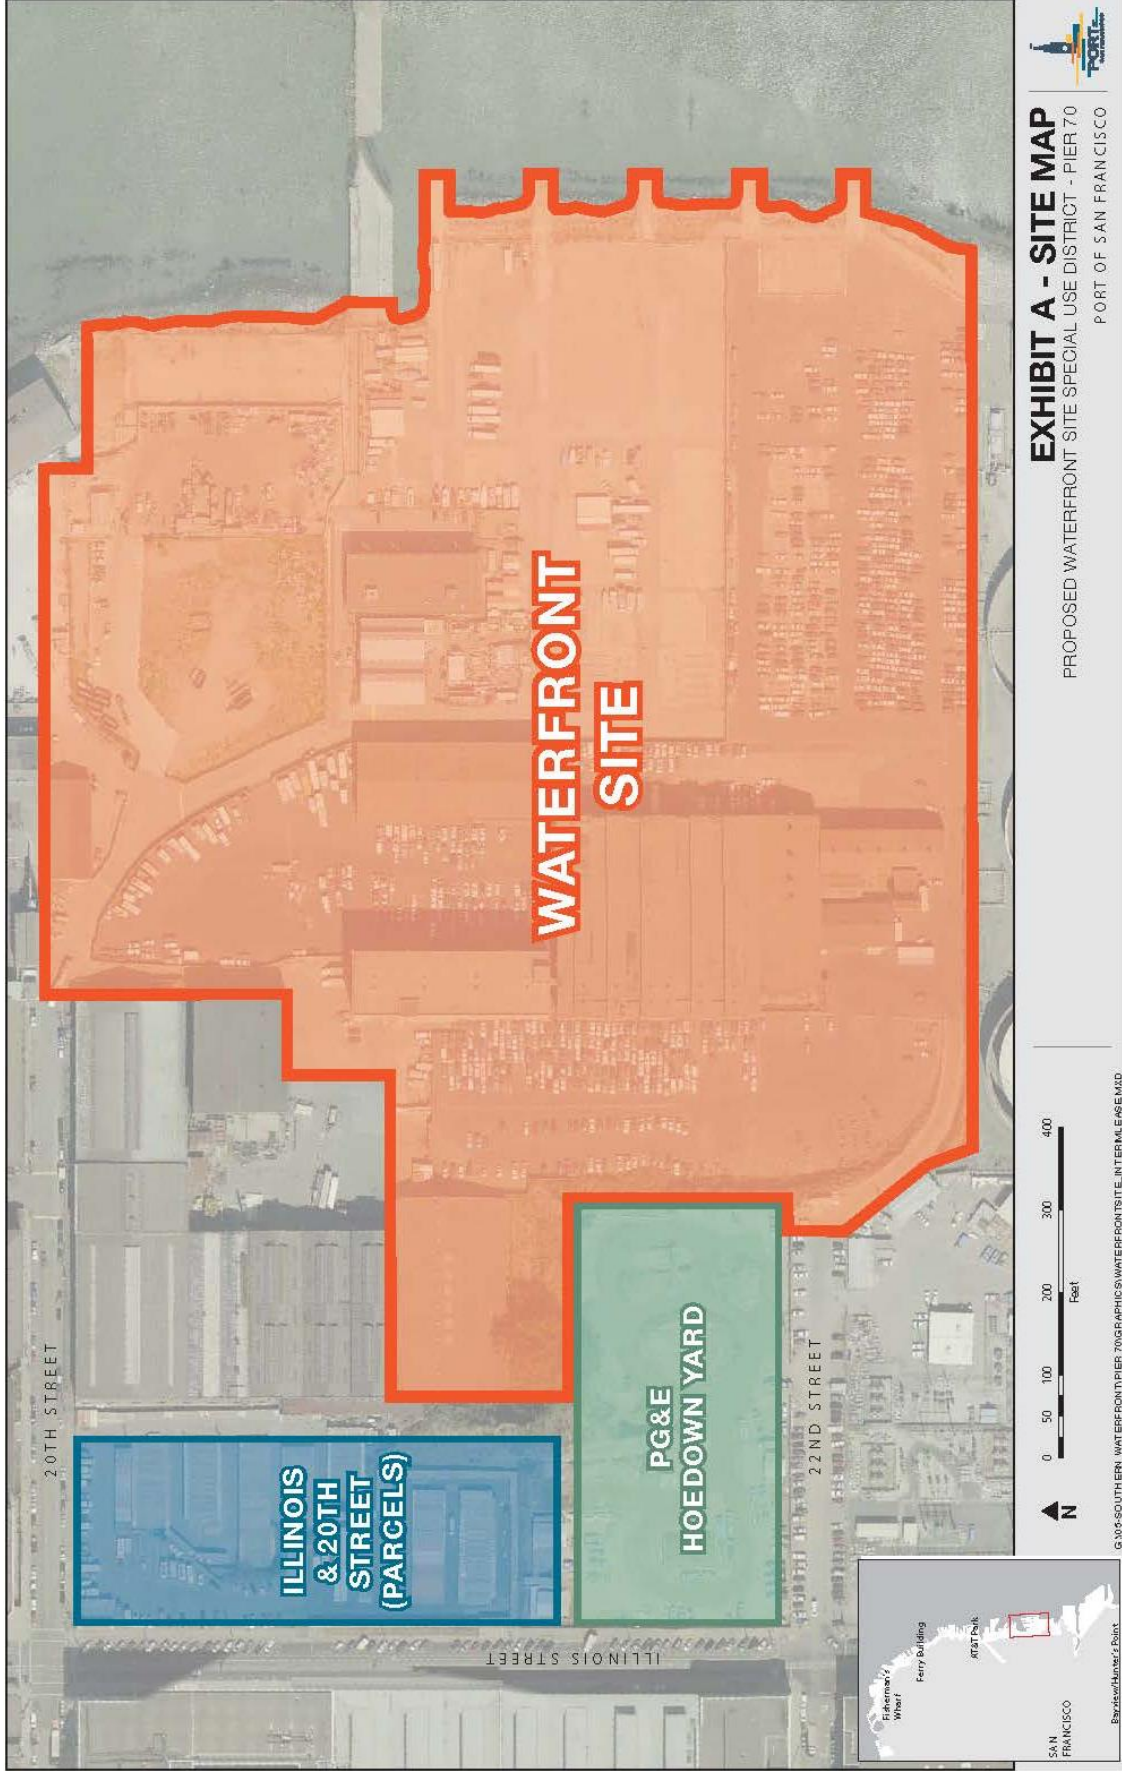 20TH STREET
ILLINOIS
& 20TH
STREET
(PARCELS)
WATERFRONT
SITE
PG&E
HOEDOWN YARD
22ND STREET
ILLINOIS STREET
Fisherman's
Wharf
Ferry Building
AT&T Park
SAN
FRANCISCO
Bayview/Hunter's Point
N
0 50 100 200 300 400
Feet
EXHIBIT A - SITE MAP
PROPOSED WATERFRONT SITE SPECIAL USE DISTRICT - PIER 70
PORT OF SAN FRANCISCO
PORT